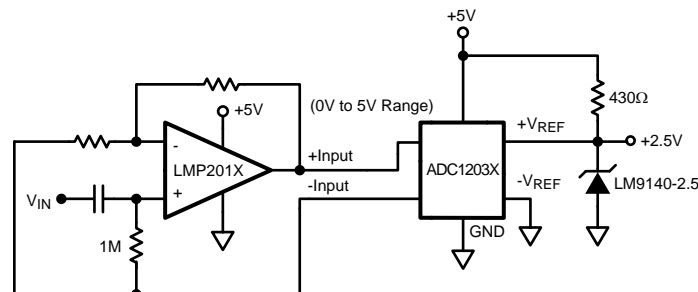 +5V
430Ω
+5V
(0V to 5V Range)
+VREF
+2.5V
-
LMP201X
+Input
ADC1203X
-Input
+
VIN
-VREF
LM9140-2.5
1M
GND